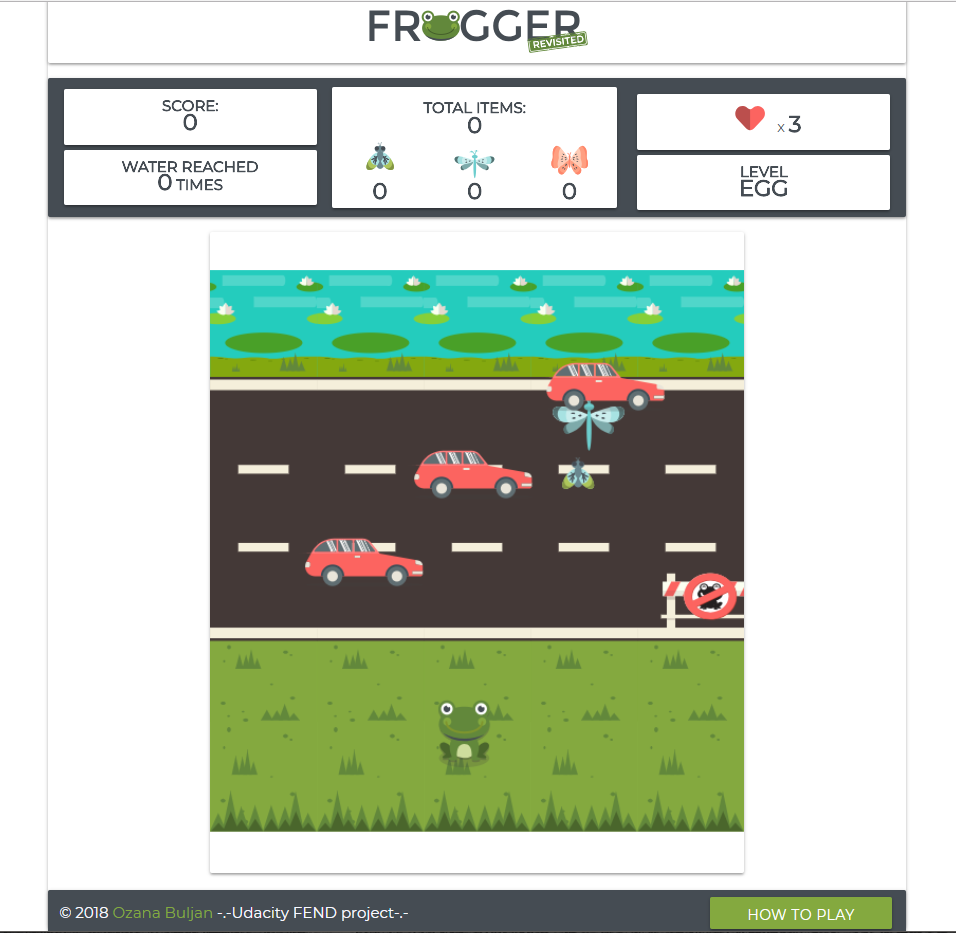 FROGGER
REVISITED
SCORE:
0
WATER REACHED
0 TIMES
TOTAL ITEMS:
0
0 0 0
x 3
LEVEL
EGG
© 2018 Ozana Buljan -.-Udacity FEND project-.-
HOW TO PLAY